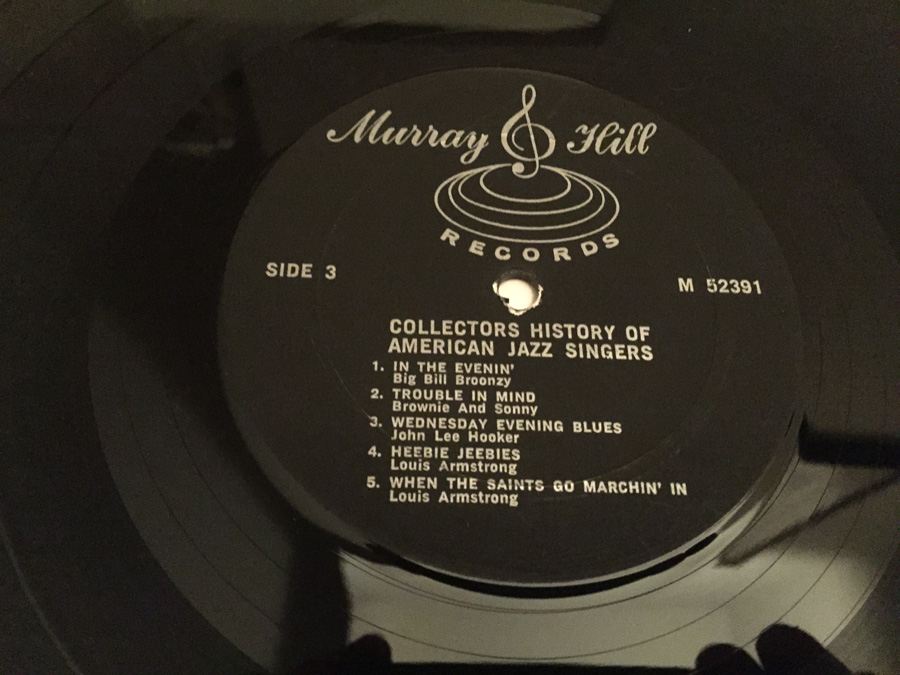 Murray Hill
RECORDS
SIDE 3
M 52391
COLLECTORS HISTORY OF
AMERICAN JAZZ SINGERS
1. IN THE EVENIN'
Big Bill Broonzy
2. TROUBLE IN MIND
Brownie And Sonny
3. WEDNESDAY EVENING BLUES
John Lee Hooker
4. HEEBIE JEEBIES
Louis Armstrong
5. WHEN THE SAINTS GO MARCHIN' IN
Louis Armstrong